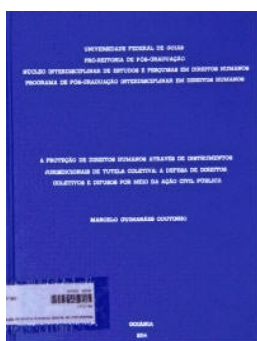 UNIVERSIDADE FEDERAL DE GOIÁS
PRÓ-REITORIA DE PÓS-GRADUAÇÃO
NÚCLEO INTERDISCIPLINAR DE ESTUDOS E PESQUISAS EM DIREITOS HUMANOS
PROGRAMA DE PÓS-GRADUAÇÃO INTERDISCIPLINAR EM DIREITOS HUMANOS
A PROTEÇÃO DE DIREITOS HUMANOS ATRAVÉS DE INSTRUMENTOS
JURISDICIONAIS DE TUTELA COLETIVA: A DEFESA DE DIREITOS
COLETIVOS E DIFUSOS POR MEIO DA AÇÃO CIVIL PÚBLICA
MARCELO GUIMARÃES COUTINHO
GOIÂNIA